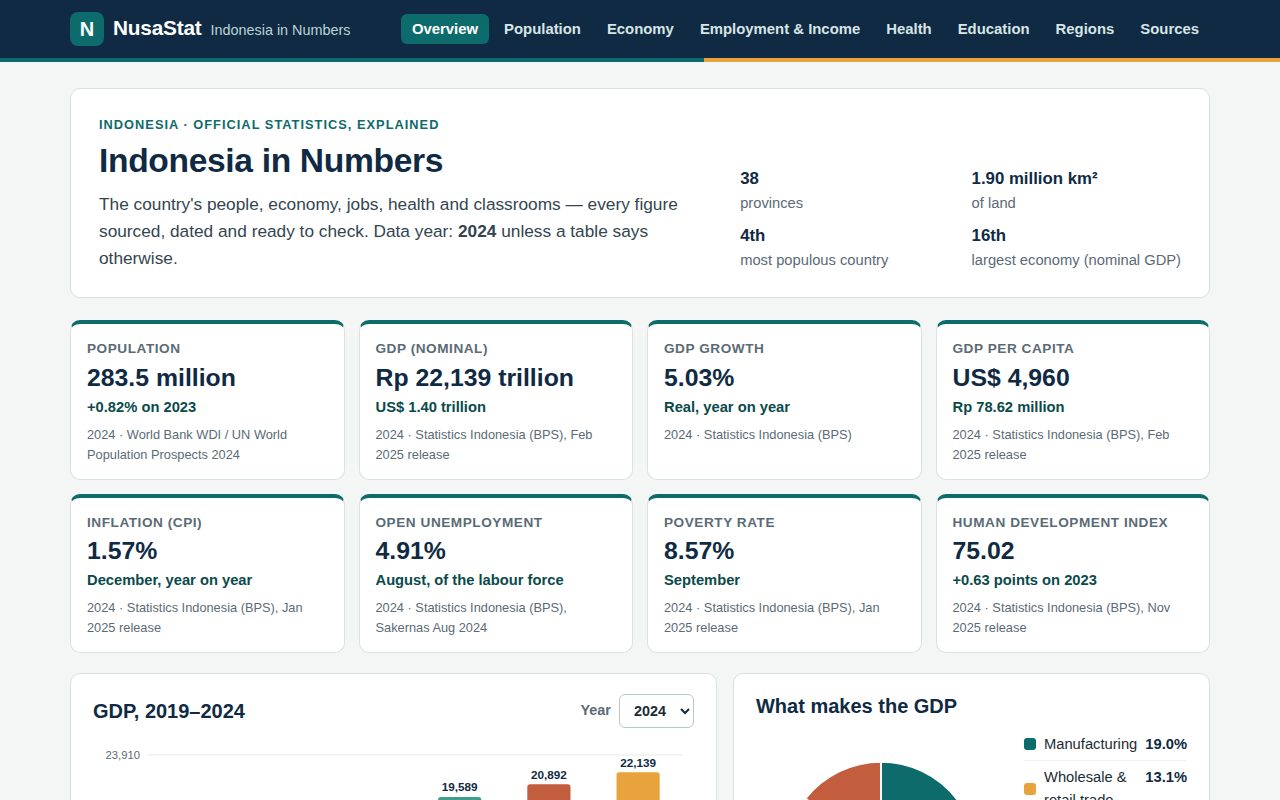 N NusaStat Indonesia in Numbers Overview Population Economy Employment & Income Health Education Regions Sources
INDONESIA · OFFICIAL STATISTICS, EXPLAINED
Indonesia in Numbers
The country's people, economy, jobs, health and classrooms — every figure
sourced, dated and ready to check. Data year: 2024 unless a table says
otherwise.
38
provinces
1.90 million km²
of land
4th
most populous country
16th
largest economy (nominal GDP)
POPULATION
283.5 million
+0.82% on 2023
2024 · World Bank WDI / UN World
Population Prospects 2024
GDP (NOMINAL)
Rp 22,139 trillion
US$ 1.40 trillion
2024 · Statistics Indonesia (BPS), Feb
2025 release
GDP GROWTH
5.03%
Real, year on year
2024 · Statistics Indonesia (BPS)
GDP PER CAPITA
US$ 4,960
Rp 78.62 million
2024 · Statistics Indonesia (BPS), Feb
2025 release
INFLATION (CPI)
1.57%
December, year on year
2024 · Statistics Indonesia (BPS), Jan
2025 release
OPEN UNEMPLOYMENT
4.91%
August, of the labour force
2024 · Statistics Indonesia (BPS),
Sakernas Aug 2024
POVERTY RATE
8.57%
September
2024 · Statistics Indonesia (BPS), Jan
2025 release
HUMAN DEVELOPMENT INDEX
75.02
+0.63 points on 2023
2024 · Statistics Indonesia (BPS), Nov
2025 release
GDP, 2019–2024
Year 2024
23,910
19,589
20,892
22,139
What makes the GDP
Manufacturing 19.0%
Wholesale & 13.1%
retail trade